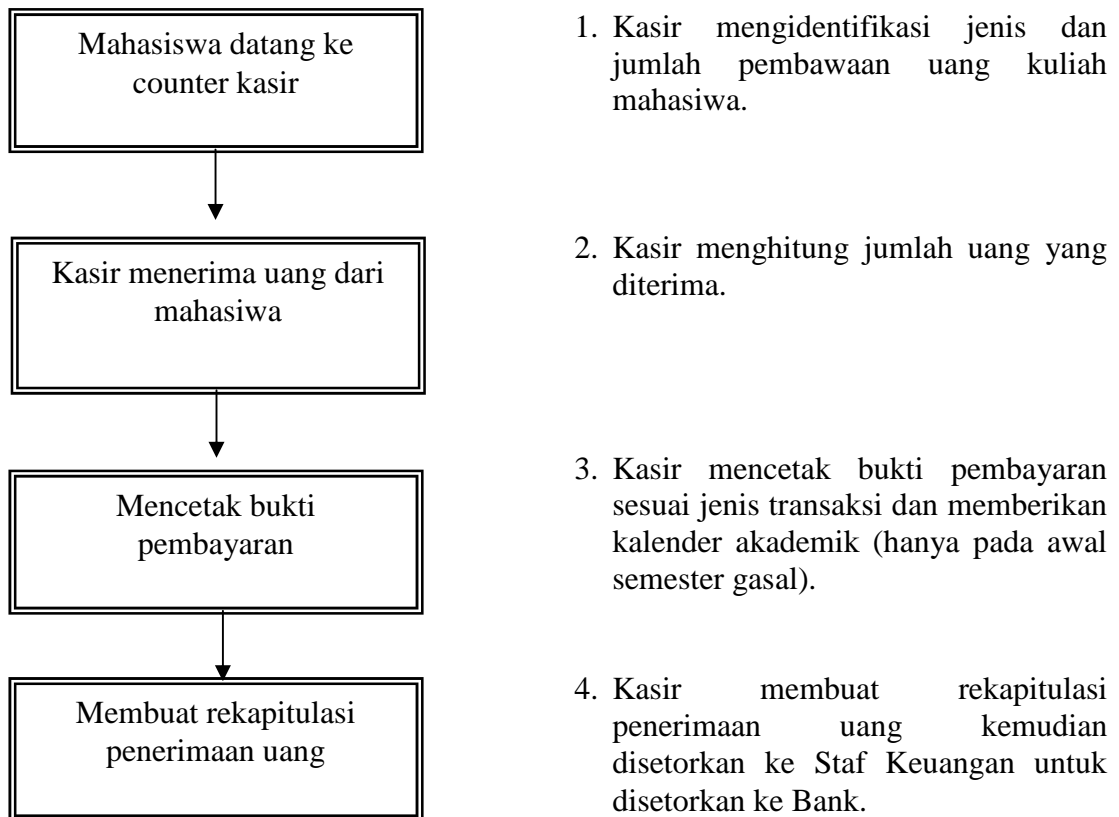 Mahasiswa datang ke
counter kasir
1. Kasir mengidentifikasi jenis dan
jumlah pembawaan uang kuliah
mahasiwa.
Kasir menerima uang dari
mahasiwa
2. Kasir menghitung jumlah uang yang
diterima.
Mencetak bukti
pembayaran
3. Kasir mencetak bukti pembayaran
sesuai jenis transaksi dan memberikan
kalender akademik (hanya pada awal
semester gasal).
Membuat rekapitulasi
penerimaan uang
4. Kasir membuat rekapitulasi
penerimaan uang kemudian
disetorkan ke Staf Keuangan untuk
disetorkan ke Bank.